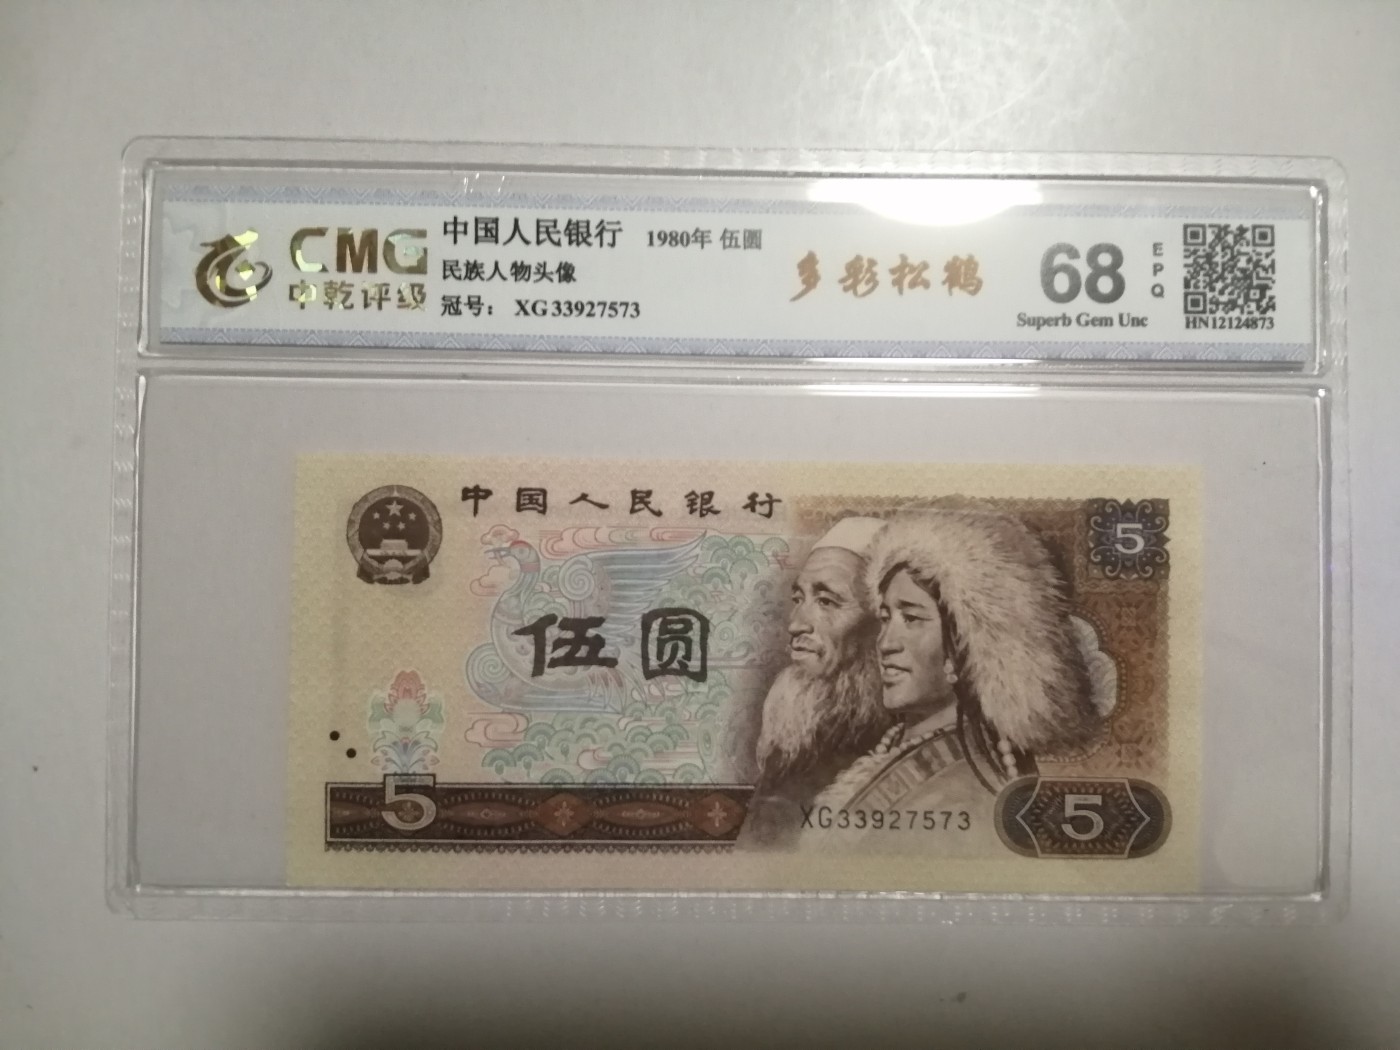 CMG
中乾评级
中国人民银行 1980年 伍圆
民族人物头像
冠号： XG33927573
多彩松鹤
68
EPQ
Superb Gem Unc
HN12124873
中国人民银行
5
伍圆
5
XG33927573
5